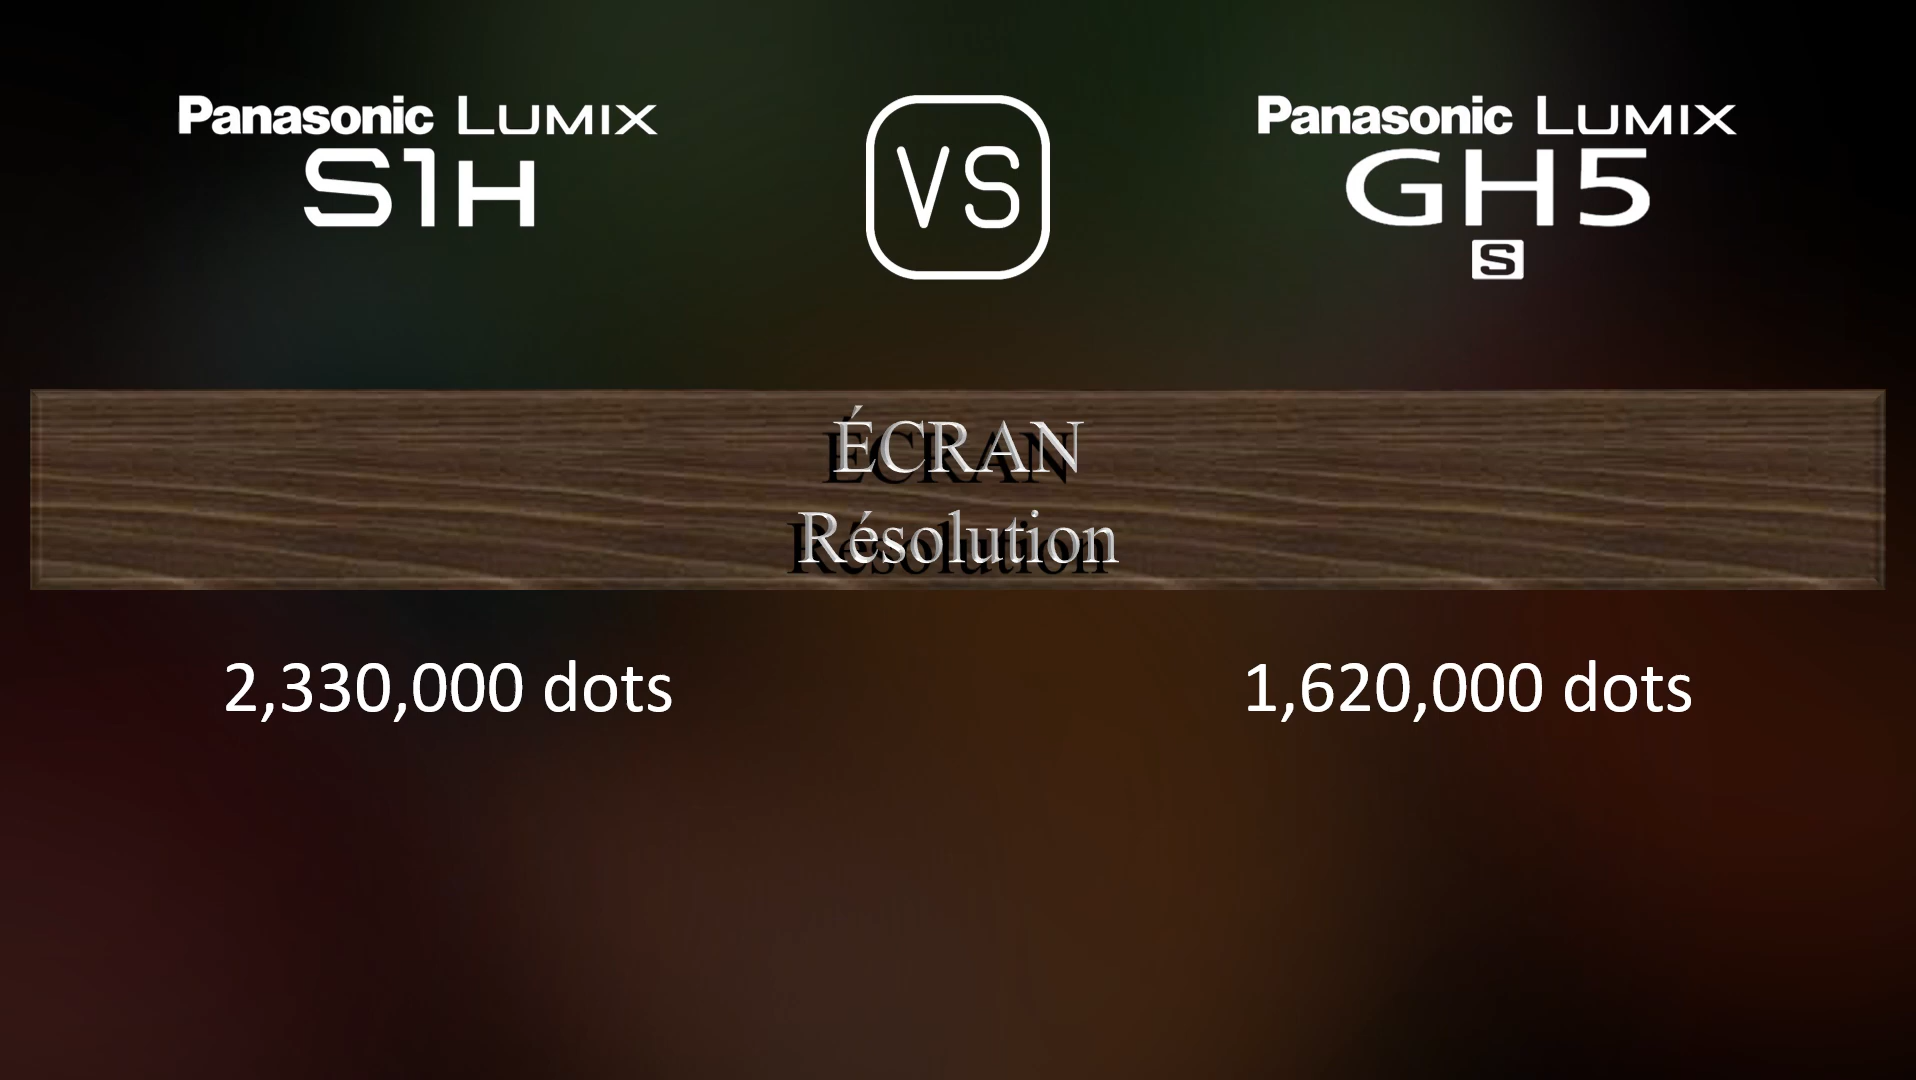 Panasonic LUMIX
S1H
VS
Panasonic LUMIX
GH5
S
ÉCRAN
Résolution
2,330,000 dots
1,620,000 dots